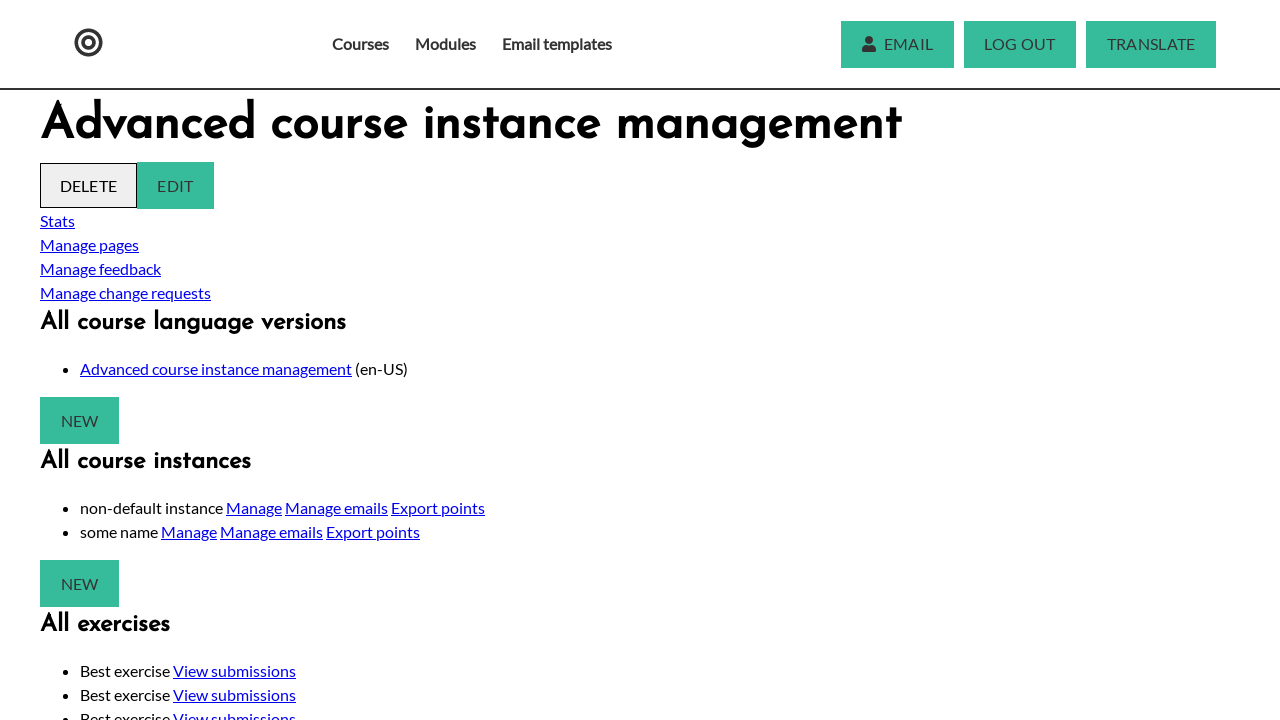 Courses Modules Email templates EMAIL LOG OUT TRANSLATE
Advanced course instance management
DELETE EDIT
Stats
Manage pages
Manage feedback
Manage change requests
All course language versions
Advanced course instance management (en-US)
NEW
All course instances
non-default instance Manage Manage emails Export points
some name Manage Manage emails Export points
NEW
All exercises
Best exercise View submissions
Best exercise View submissions
Best exercise View submissions